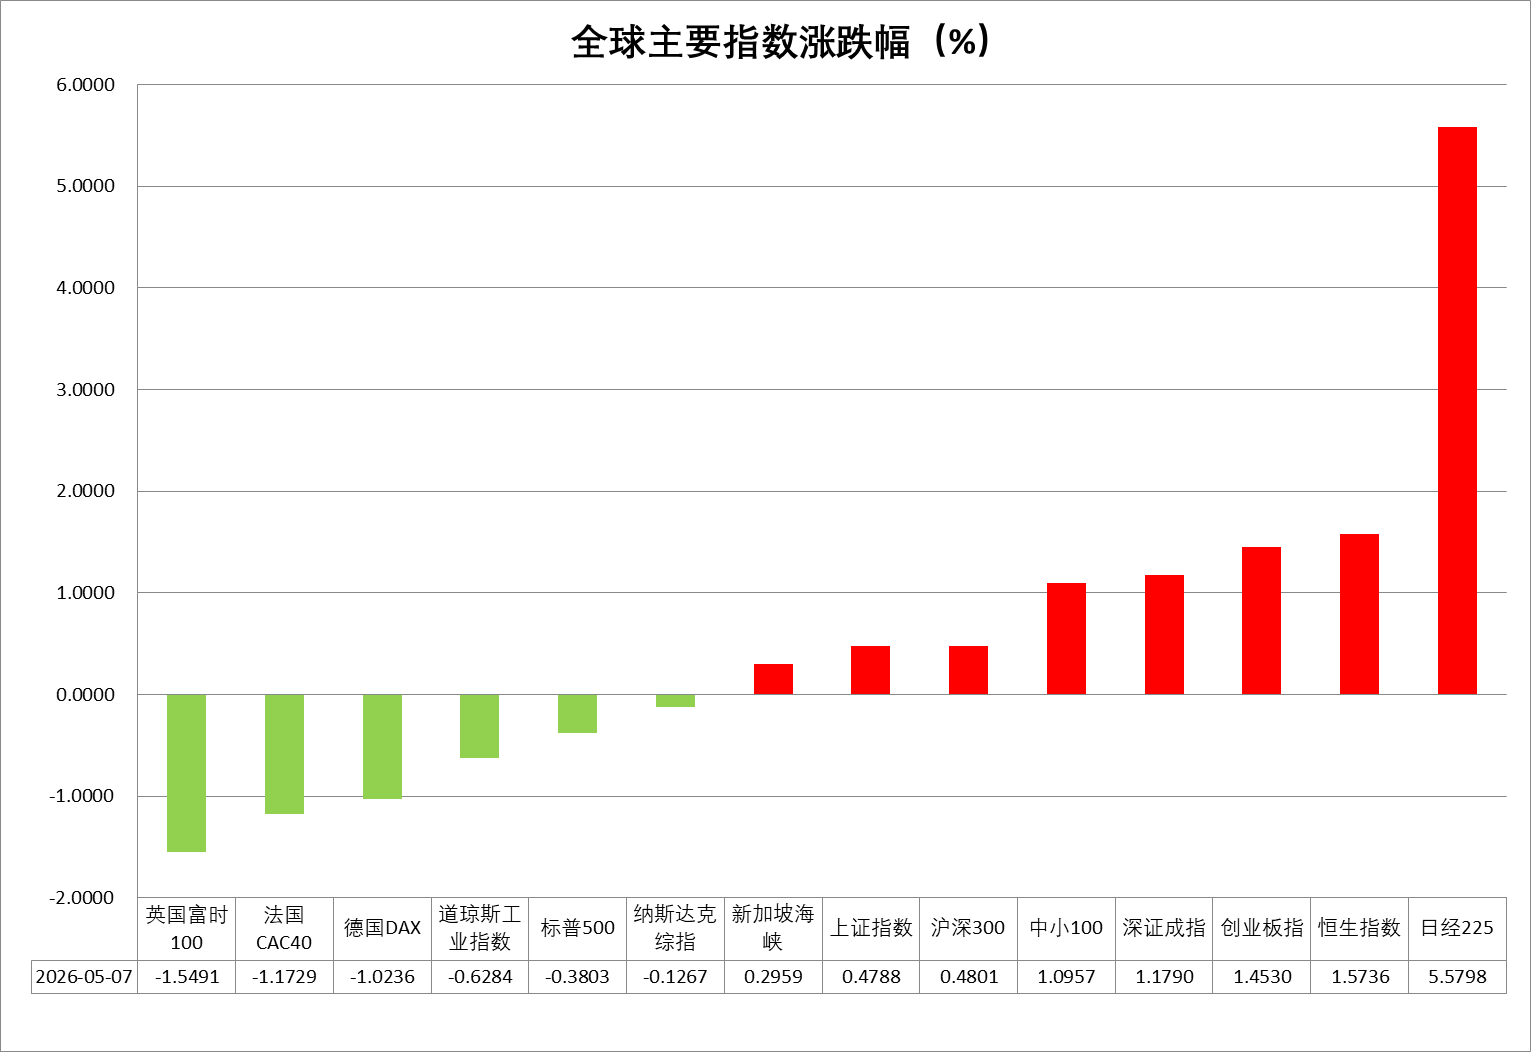 全球主要指数涨跌幅（%）
6.0000
5.0000
4.0000
3.0000
2.0000
1.0000
0.0000
-1.0000
-2.0000
英国富时
100
法国
CAC40
德国DAX
道琼斯工
业指数
标普500
纳斯达克
综指
新加坡海
峡
上证指数
沪深300
中小100
深证成指
创业板指
恒生指数
日经225
2026-05-07 -1.5491 -1.1729 -1.0236 -0.6284 -0.3803 -0.1267 0.2959 0.4788 0.4801 1.0957 1.1790 1.4530 1.5736 5.5798